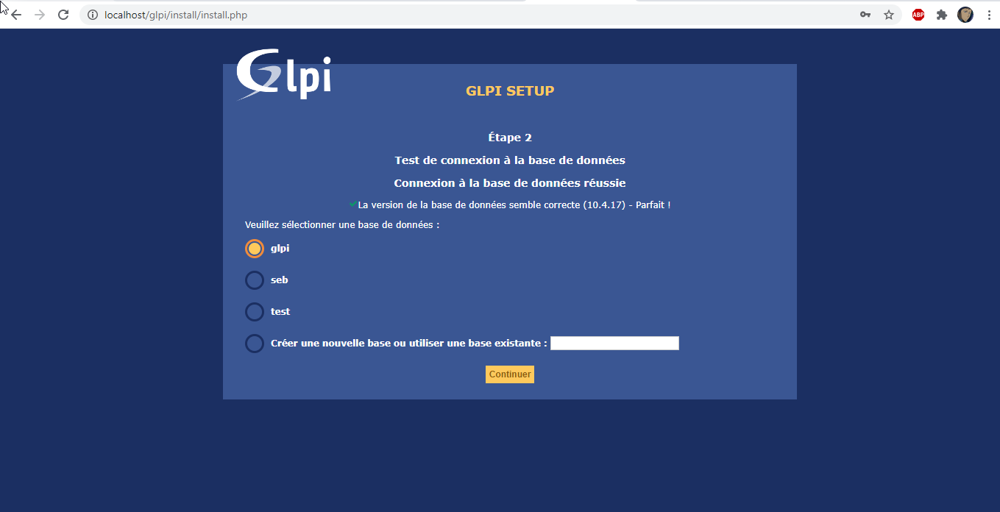 localhost/glpi/install/install.php
ABP
Glpi
GLPI SETUP
Étape 2
Test de connexion à la base de données
Connexion à la base de données réussie
La version de la base de données semble correcte (10.4.17) - Parfait !
Veuillez sélectionner une base de données :
glpi
seb
test
Créer une nouvelle base ou utiliser une base existante :
Continuer